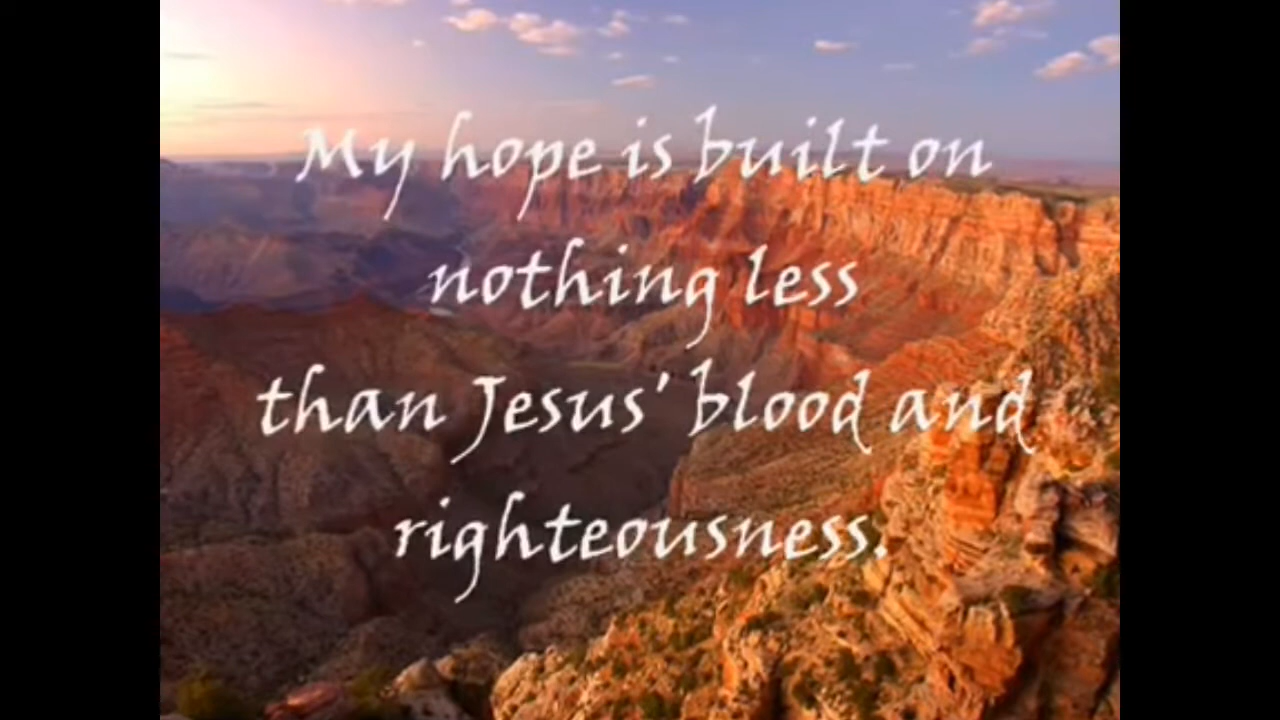 My hope is built on
nothing less
than Jesus' blood and
righteousness.